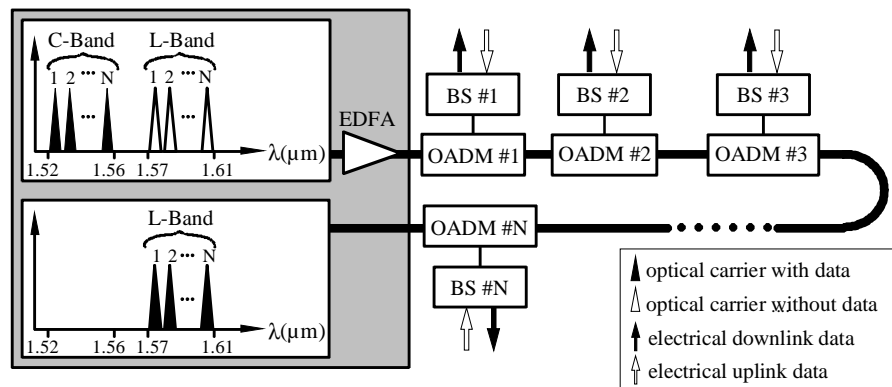 C-Band L-Band
1 2 ... N 1 2 ... N
... ...
EDFA
1.52 1.56 1.57 1.61 λ(µm)
BS #1 BS #2 BS #3
OADM #1 OADM #2 OADM #3
L-Band
1 2 ... N
...
1.52 1.56 1.57 1.61 λ(µm)
OADM #N
BS #N
optical carrier with data
optical carrier without data
electrical downlink data
electrical uplink data